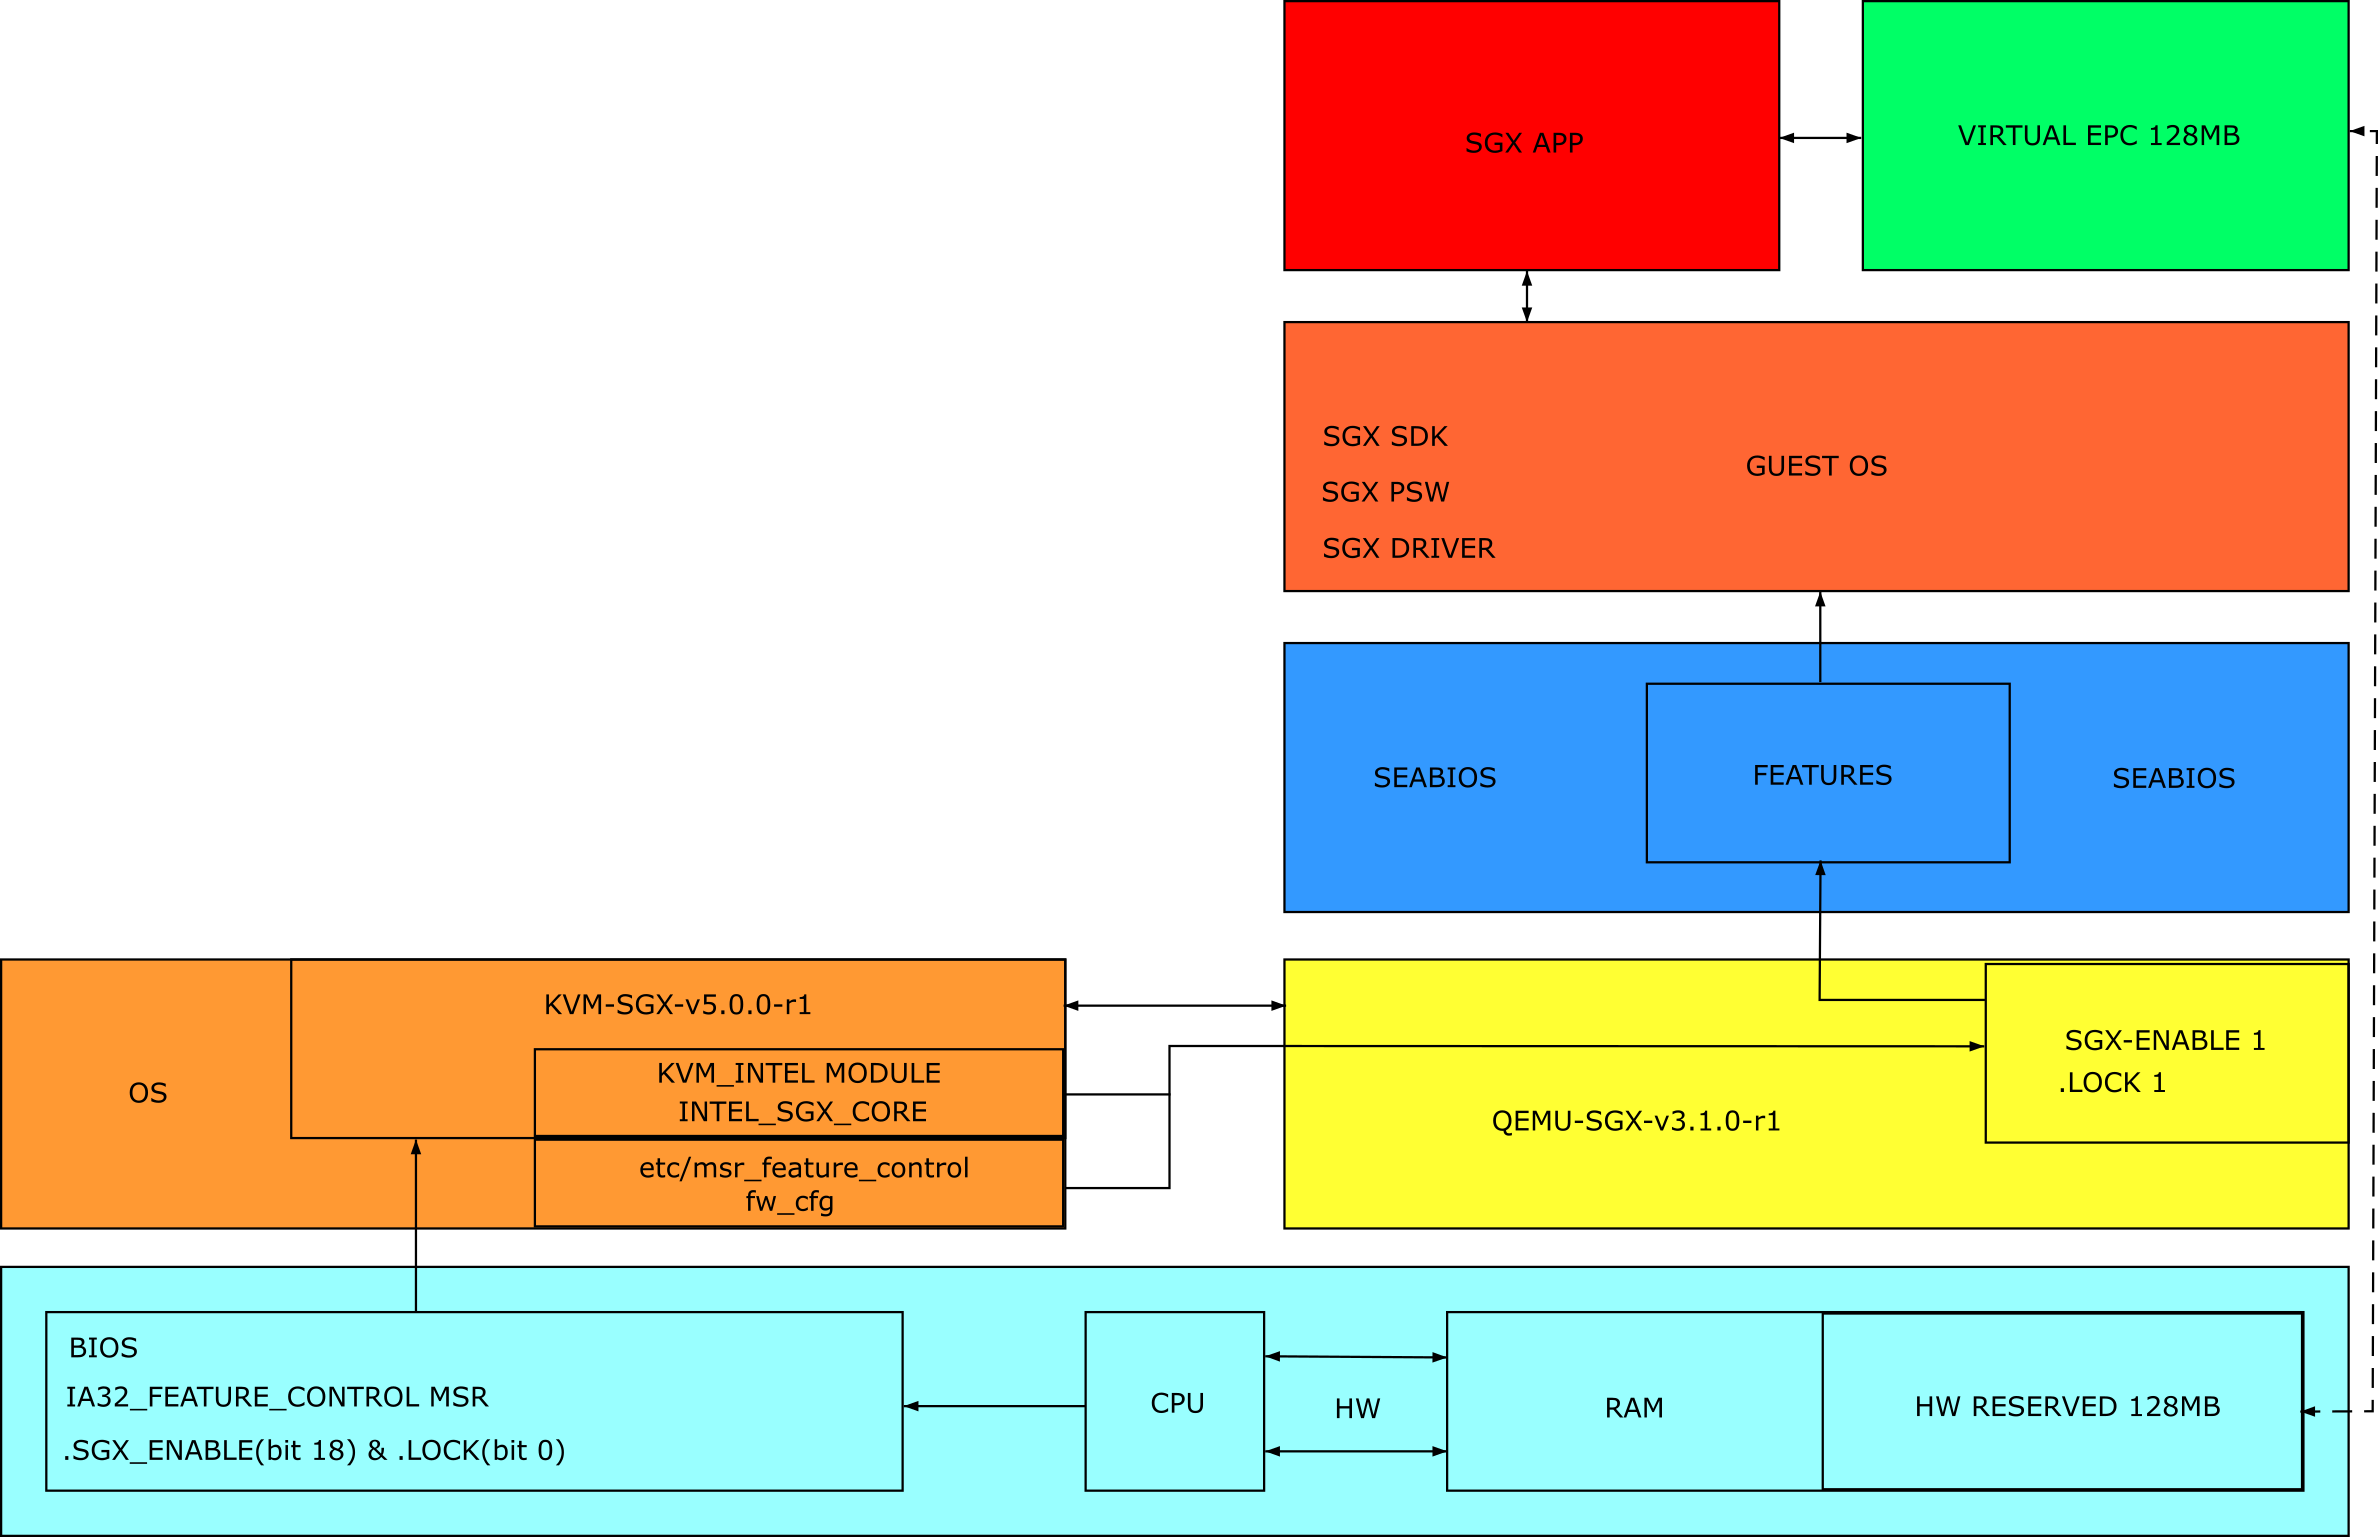 SGX APP
VIRTUAL EPC 128MB
SGX SDK
GUEST OS
SGX PSW
SGX DRIVER
SEABIOS
FEATURES
SEABIOS
OS
KVM-SGX-v5.0.0-r1
KVM_INTEL MODULE
INTEL_SGX_CORE
etc/msr_feature_control
fw_cfg
QEMU-SGX-v3.1.0-r1
SGX-ENABLE 1
.LOCK 1
BIOS
IA32_FEATURE_CONTROL MSR
.SGX_ENABLE(bit 18) & .LOCK(bit 0)
CPU
HW
RAM
HW RESERVED 128MB